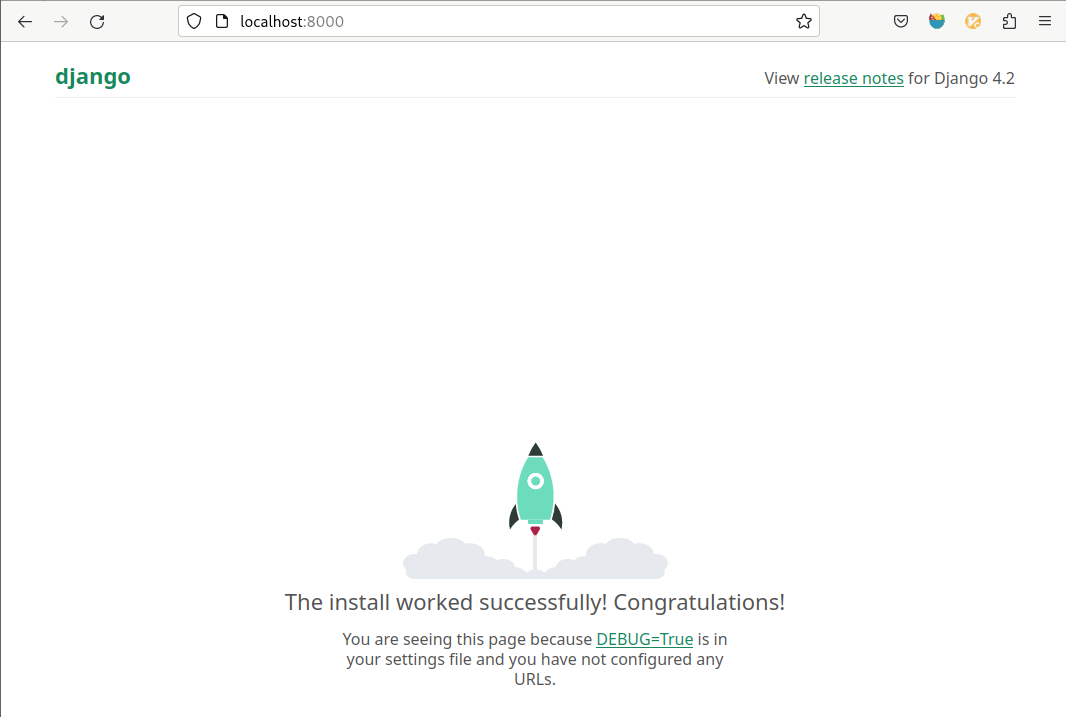 localhost:8000
django
View release notes for Django 4.2
The install worked successfully! Congratulations!
You are seeing this page because DEBUG=True is in
your settings file and you have not configured any
URLs.